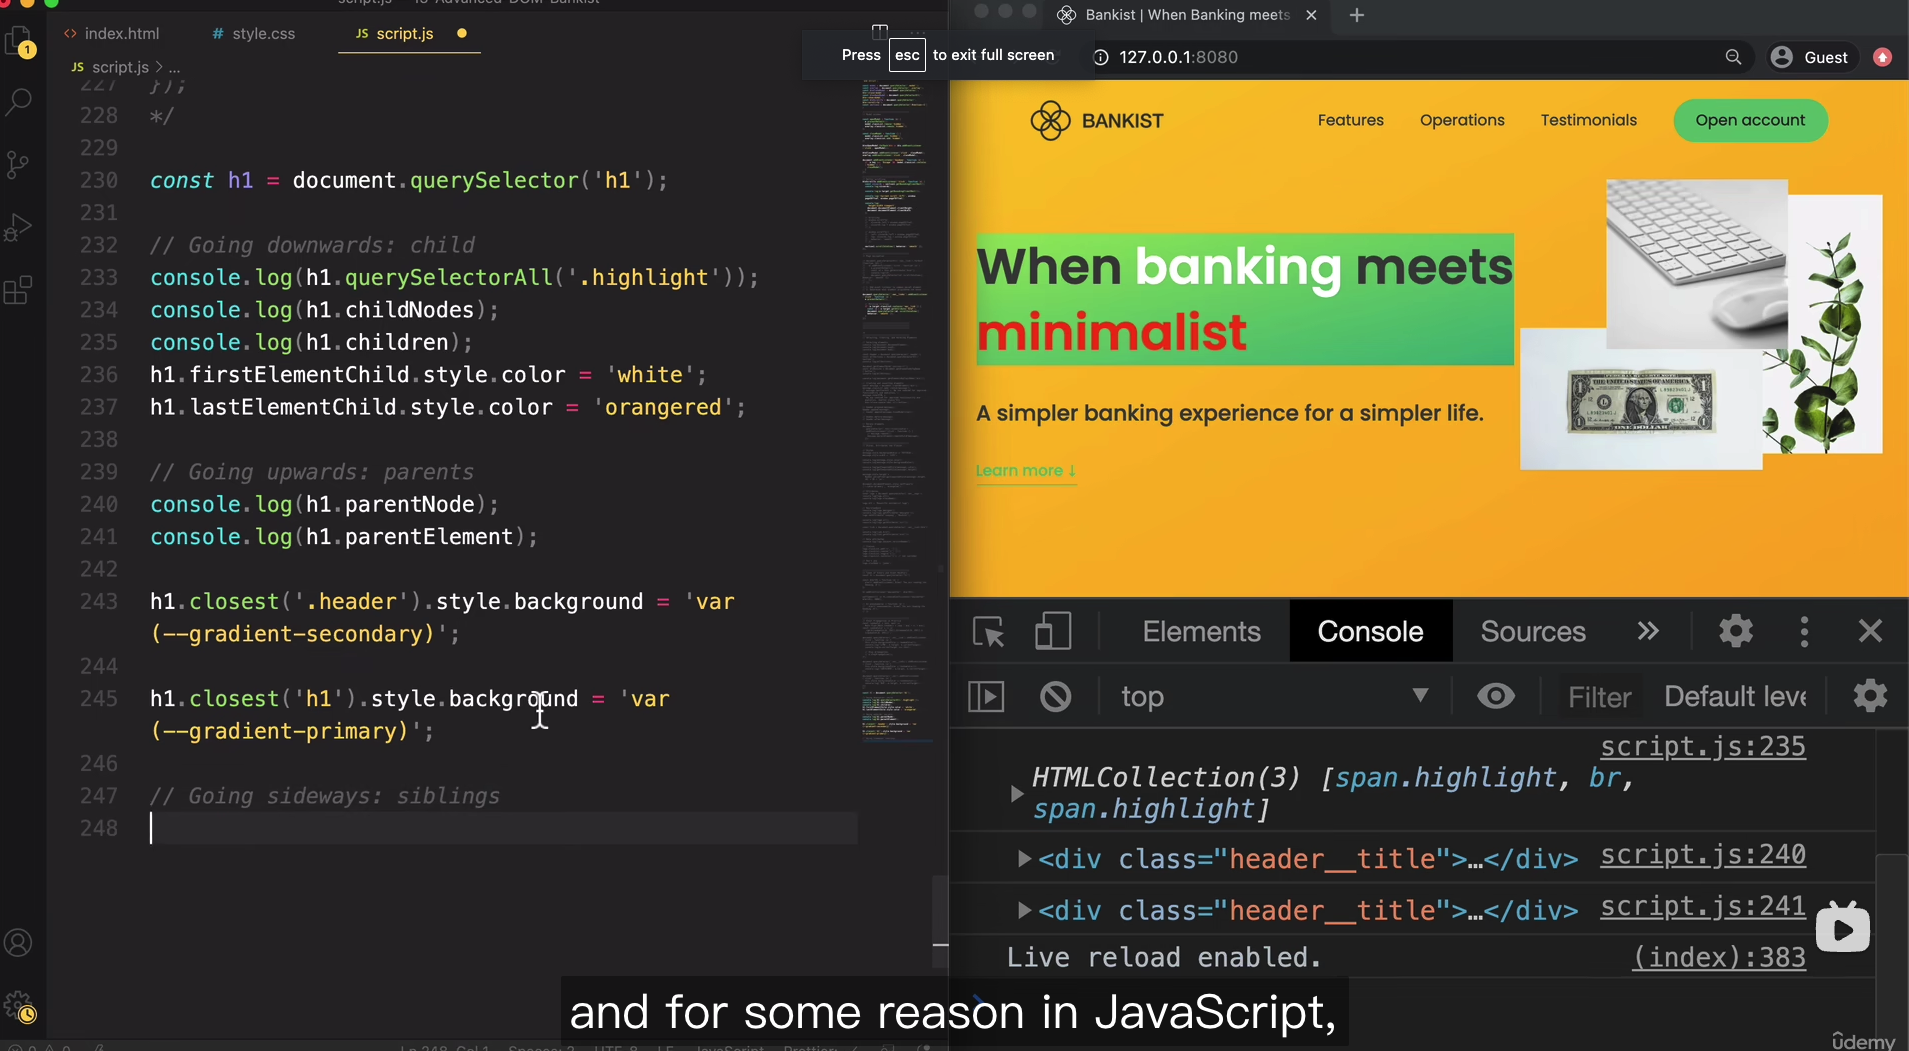 index.html
# style.css
JS script.js
Press esc to exit full screen
JS script.js > ...
227 });
228 */
229
230 const h1 = document.querySelector('h1');
231
232 // Going downwards: child
233 console.log(h1.querySelectorAll('.highlight'));
234 console.log(h1.childNodes);
235 console.log(h1.children);
236 h1.firstElementChild.style.color = 'white';
237 h1.lastElementChild.style.color = 'orangered';
238
239 // Going upwards: parents
240 console.log(h1.parentNode);
241 console.log(h1.parentElement);
242
243 h1.closest('.header').style.background = 'var
(--gradient-secondary)';
244
245 h1.closest('h1').style.background = 'var
(--gradient-primary)';
246
247 // Going sideways: siblings
248
1
Bankist | When Banking meets
127.0.0.1:8080
Guest
BANKIST
Features
Operations
Testimonials
Open account
When banking meets
minimalist
A simpler banking experience for a simpler life.
Learn more ↓
Elements
Console
Sources
top
Filter
Default leve
script.js:235
HTMLCollection(3) [span.highlight, br,
span.highlight]
<div class="header__title">…</div> script.js:240
<div class="header__title">…</div> script.js:241
Live reload enabled. (index):383
and for some reason in JavaScript,
ûdemy